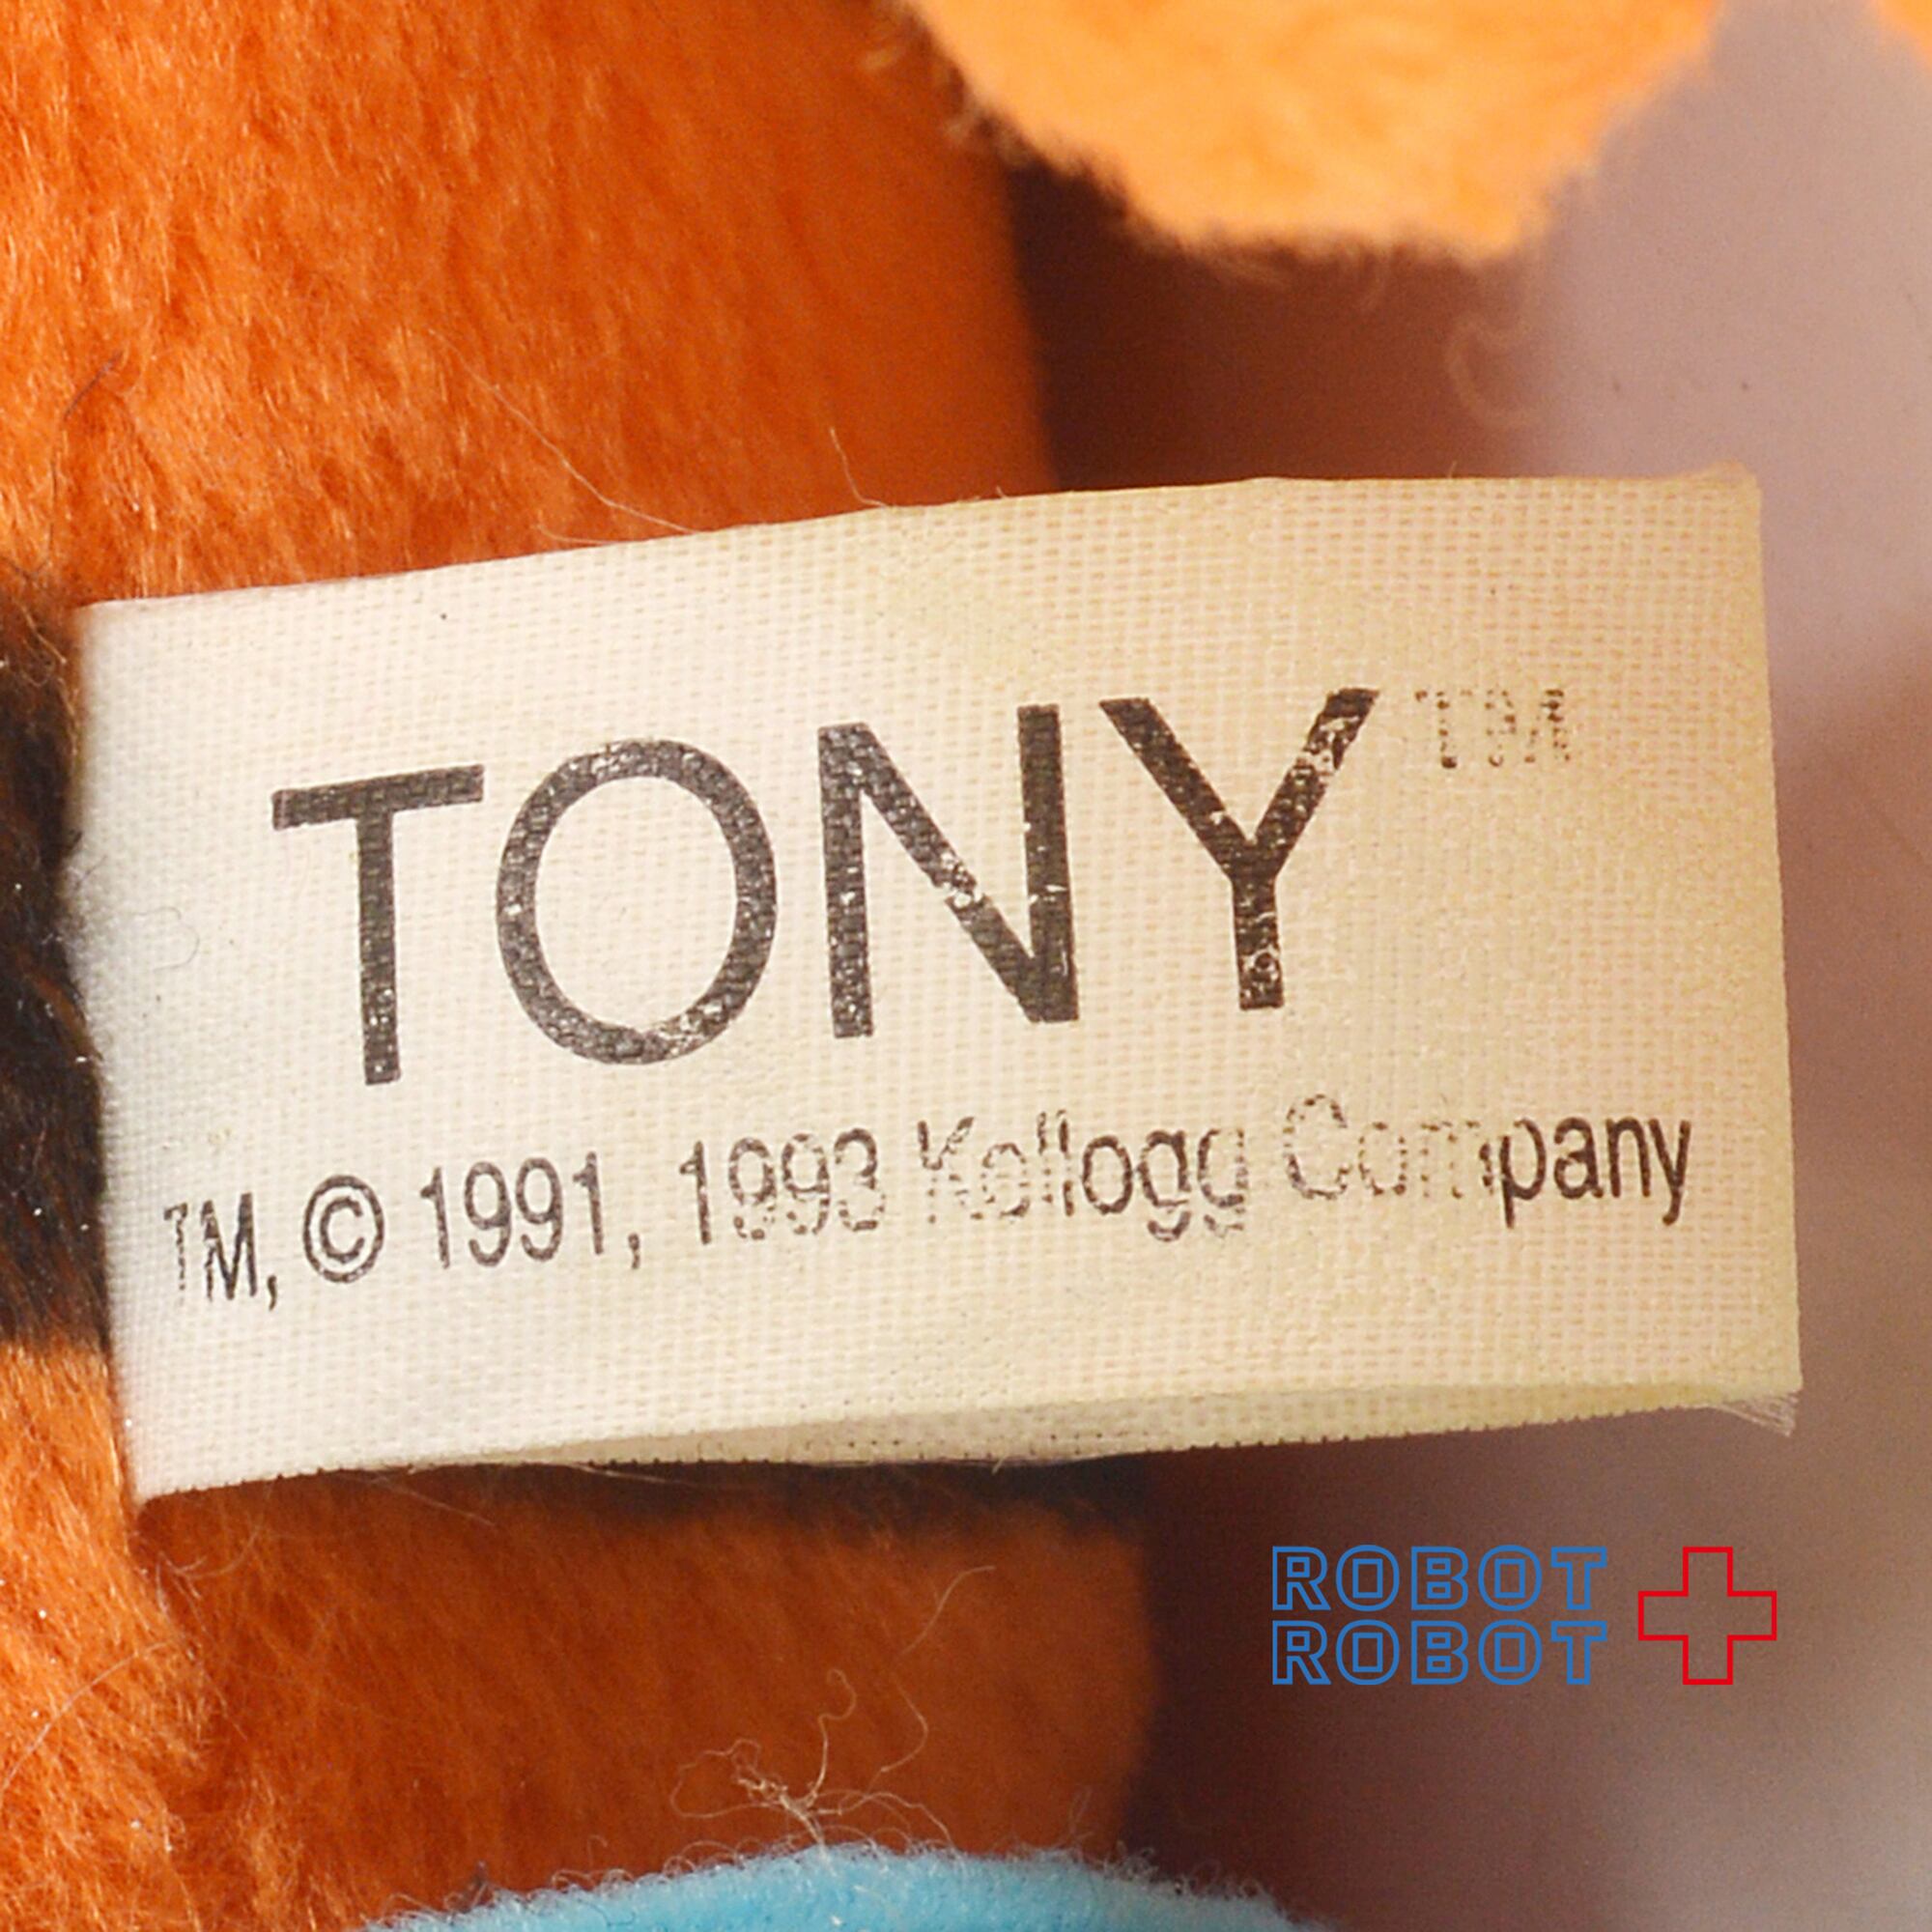 TONY™
™, © 1991, 1993 Kellogg Company
ROBOT
ROBOT